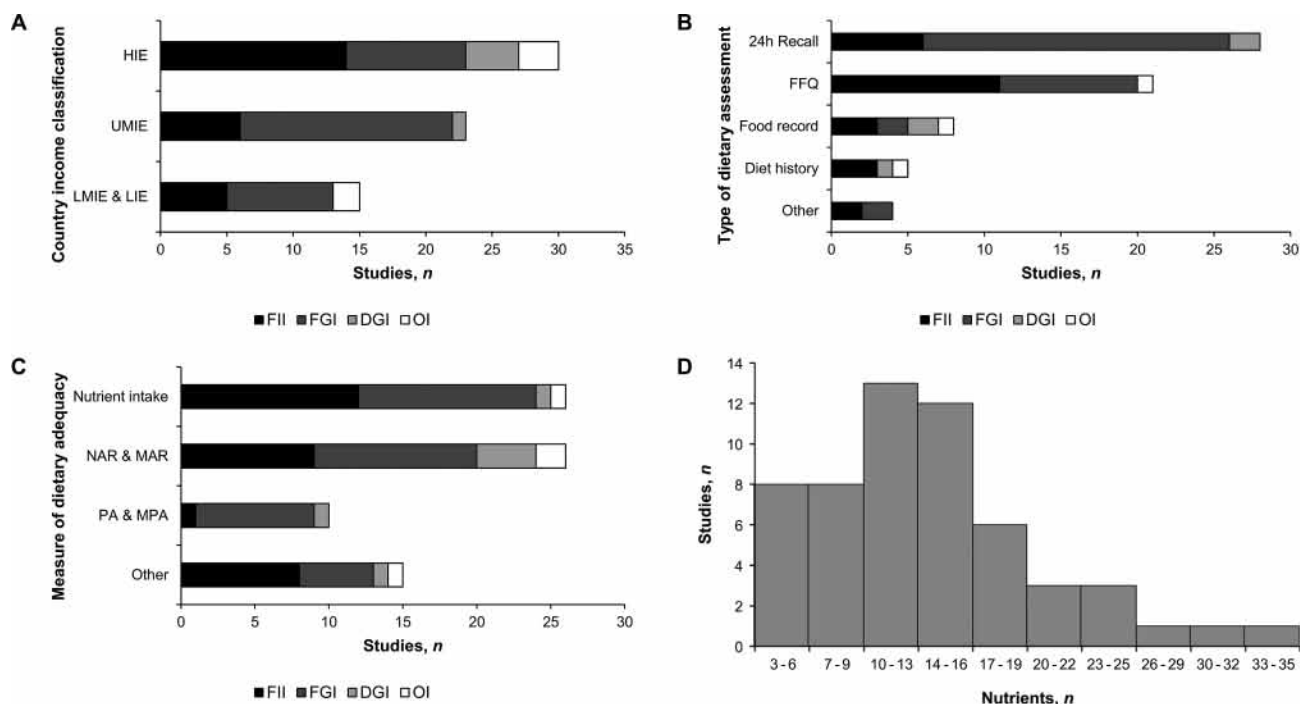 A
Country income classification
HIE
UMIE
LMIE & LIE
0 5 10 15 20 25 30 35
Studies, n
FII FGI DGI OI
B
Type of dietary assessment
24h Recall
FFQ
Food record
Diet history
Other
0 5 10 15 20 25 30
Studies, n
FII FGI DGI OI
C
Measure of dietary adequacy
Nutrient intake
NAR & MAR
PA & MPA
Other
0 5 10 15 20 25 30
Studies, n
FII FGI DGI OI
D
Studies, n
14
12
10
8
6
4
2
0
3 - 6 7 - 9 10 - 13 14 - 16 17 - 19 20 - 22 23 - 25 26 - 29 30 - 32 33 - 35
Nutrients, n